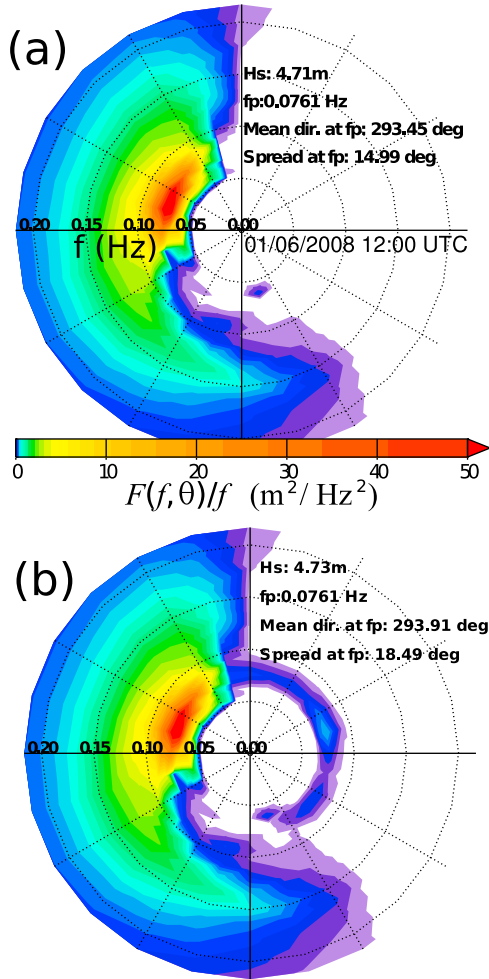 (a)
Hs: 4.71m
fp:0.0761 Hz
Mean dir. at fp: 293.45 deg
Spread at fp: 14.99 deg
0.20 0.15 0.10 0.05 0.00
f (Hz)
01/06/2008 12:00 UTC
0 10 20 30 40 50
F(f,θ)/f (m²/Hz²)
(b)
Hs: 4.73m
fp:0.0761 Hz
Mean dir. at fp: 293.91 deg
Spread at fp: 18.49 deg
0.20 0.15 0.10 0.05 0.00